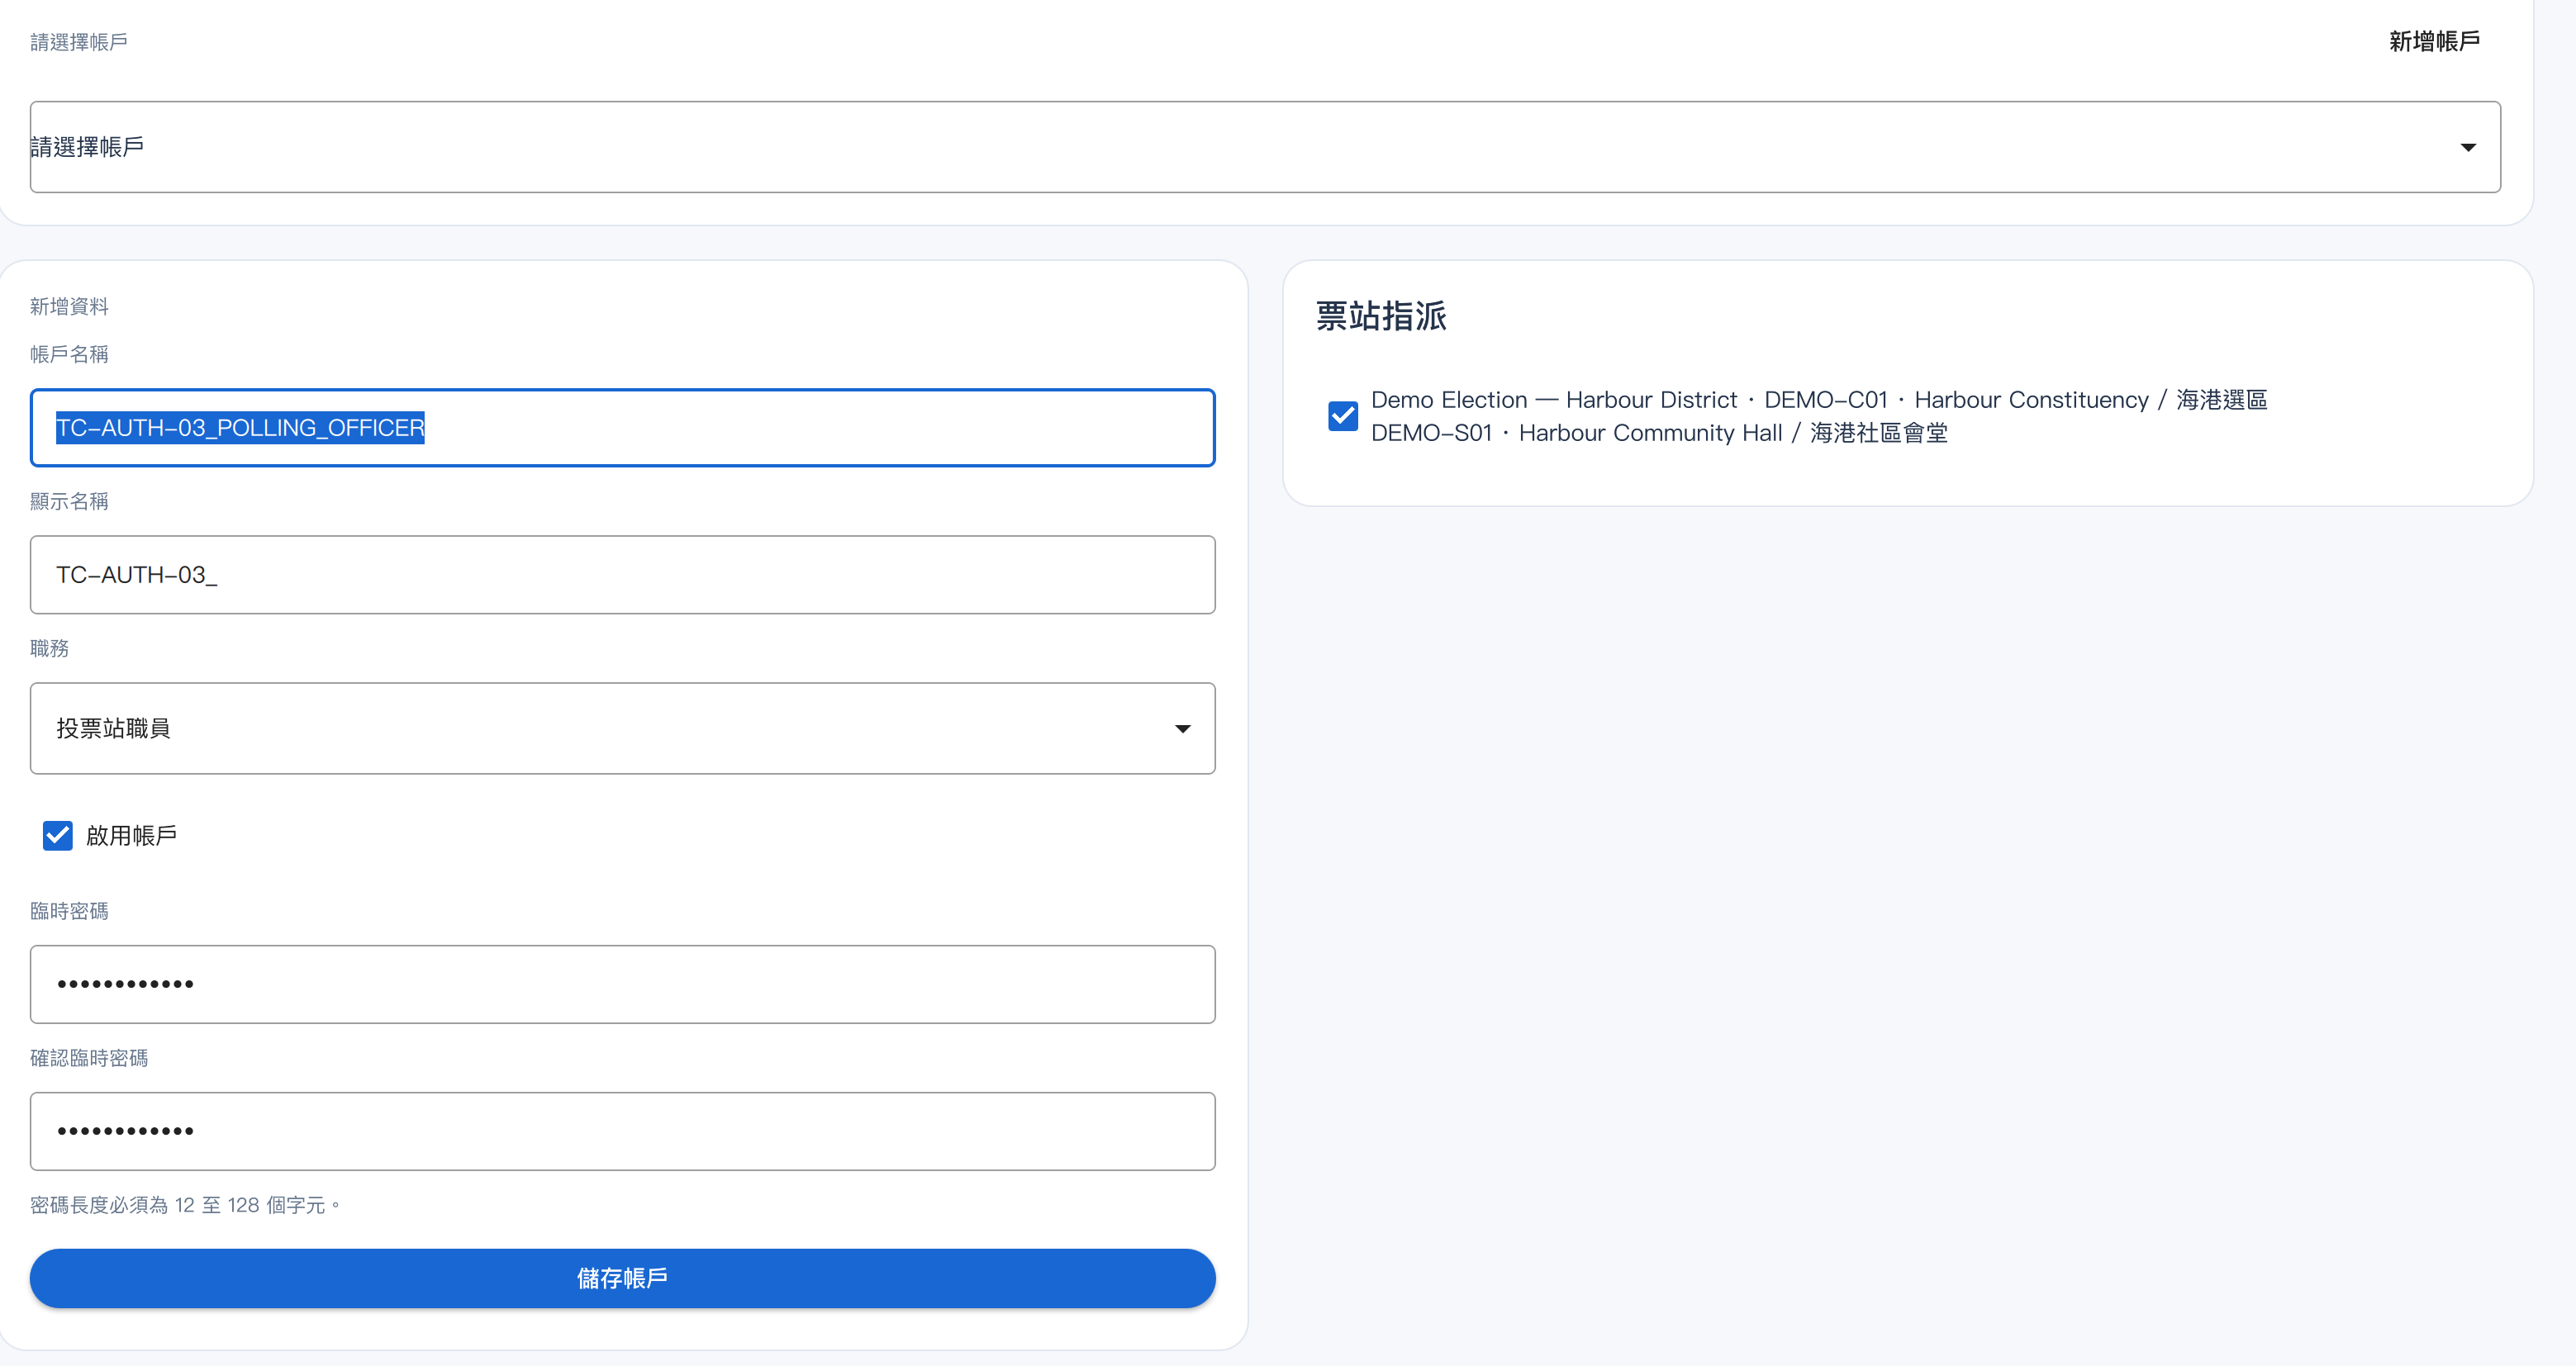 請選擇帳戶
新增帳戶
請選擇帳戶
新增資料
帳戶名稱
TC-AUTH-03_POLLING_OFFICER
顯示名稱
TC-AUTH-03_
職務
投票站職員
啟用帳戶
臨時密碼
••••••••••••
確認臨時密碼
••••••••••••
密碼長度必須為 12 至 128 個字元。
儲存帳戶
票站指派
Demo Election — Harbour District · DEMO-C01 · Harbour Constituency / 海港選區
DEMO-S01 · Harbour Community Hall / 海港社區會堂